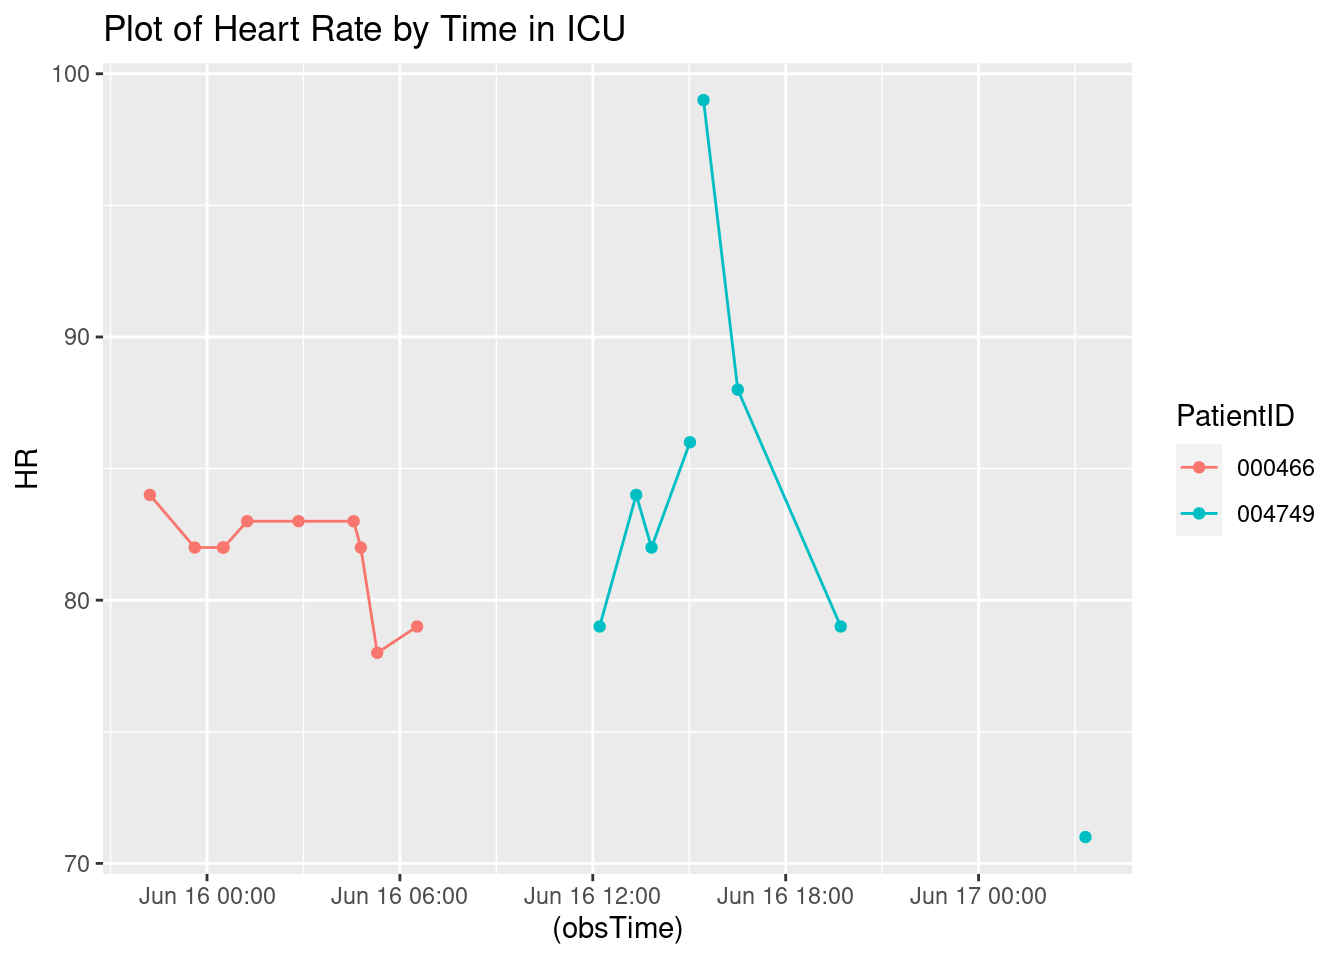 Plot of Heart Rate by Time in ICU
100
90
80
70
HR
Jun 16 00:00
Jun 16 06:00
Jun 16 12:00
Jun 16 18:00
Jun 17 00:00
(obsTime)
PatientID
000466
004749